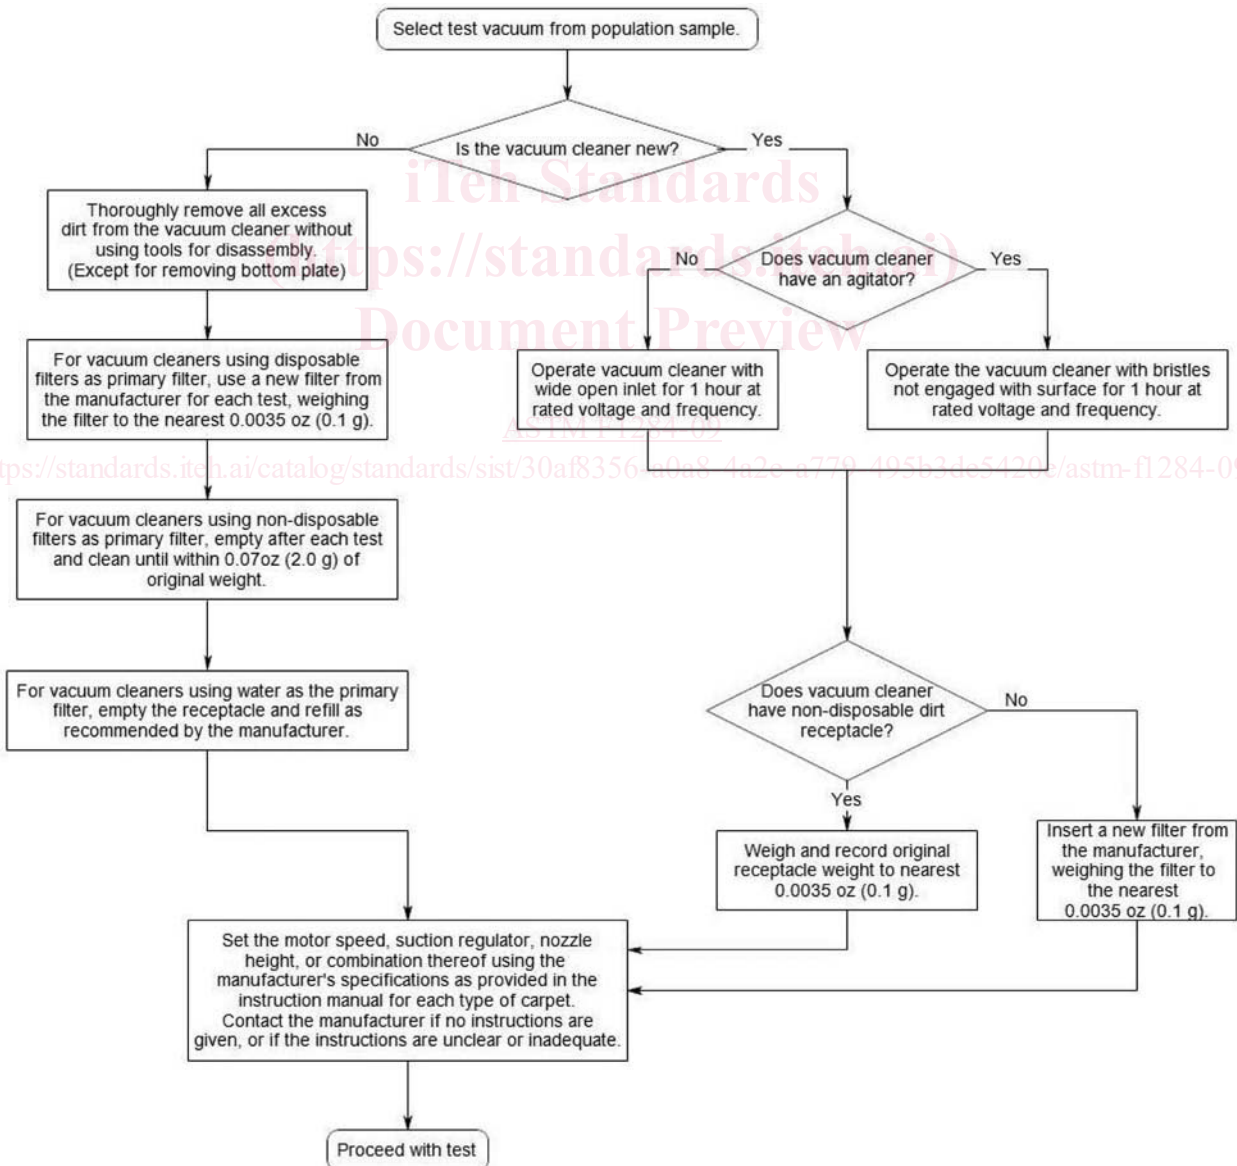 Select test vacuum from population sample.
Is the vacuum cleaner new?
No
Yes
Thoroughly remove all excess
dirt from the vacuum cleaner without
using tools for disassembly.
(Except for removing bottom plate)
Does vacuum cleaner
have an agitator?
No
Yes
iTeh Standards
(https://standards.iteh.ai)
Document Preview
For vacuum cleaners using disposable
filters as primary filter, use a new filter from
the manufacturer for each test, weighing
the filter to the nearest 0.0035 oz (0.1 g).
Operate vacuum cleaner with
wide open inlet for 1 hour at
rated voltage and frequency.
Operate the vacuum cleaner with bristles
not engaged with surface for 1 hour at
rated voltage and frequency.
ASTM F1284-09
tps://standards.iteh.ai/catalog/standards/sist/30af8356-a0a8-4a2e-a779-495b3de5420e/astm-f1284-09
For vacuum cleaners using non-disposable
filters as primary filter, empty after each test
and clean until within 0.07oz (2.0 g) of
original weight.
For vacuum cleaners using water as the primary
filter, empty the receptacle and refill as
recommended by the manufacturer.
Does vacuum cleaner
have non-disposable dirt
receptacle?
No
Yes
Weigh and record original
receptacle weight to nearest
0.0035 oz (0.1 g).
Insert a new filter from
the manufacturer,
weighing the filter to
the nearest
0.0035 oz (0.1 g).
Set the motor speed, suction regulator, nozzle
height, or combination thereof using the
manufacturer's specifications as provided in the
instruction manual for each type of carpet.
Contact the manufacturer if no instructions are
given, or if the instructions are unclear or inadequate.
Proceed with test